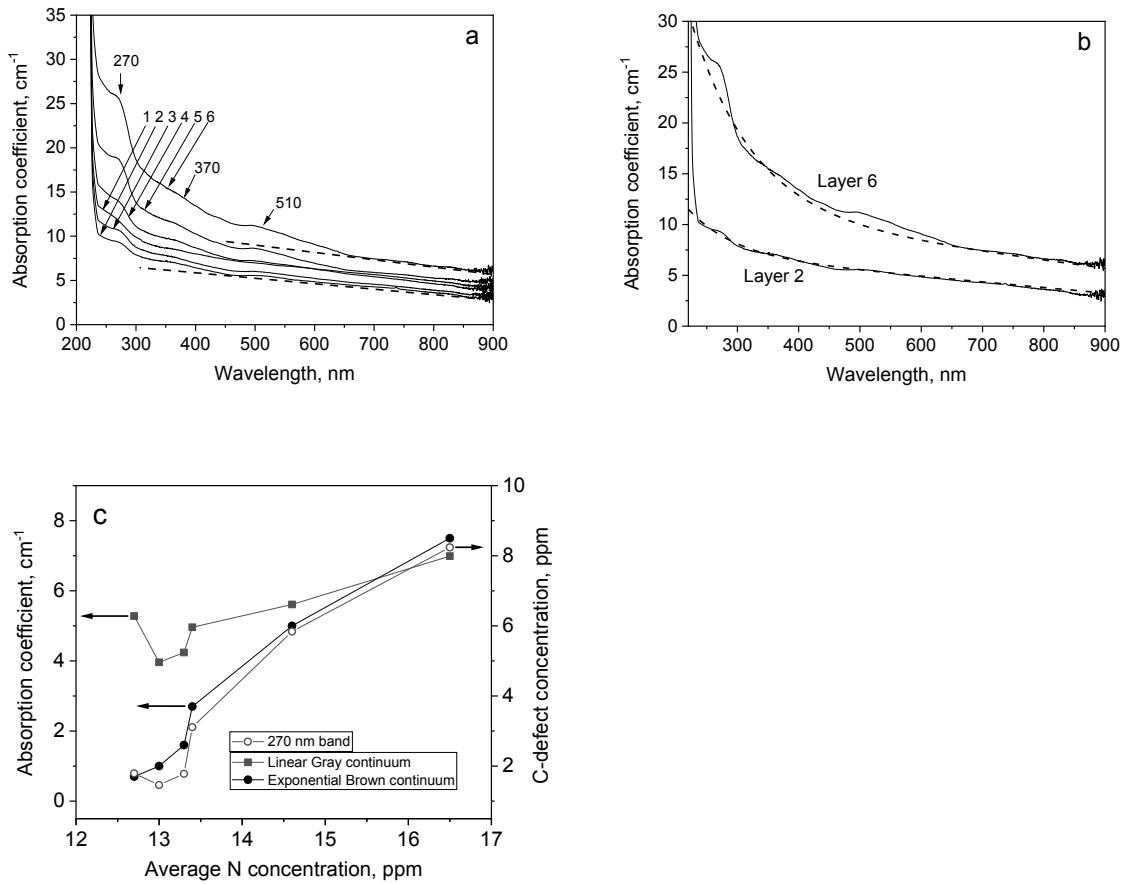 a
Absorption coefficient, cm-1
35
30
25
20
15
10
5
0
270
1 2 3 4 5 6
370
510
200 300 400 500 600 700 800 900
Wavelength, nm
b
Absorption coefficient, cm-1
30
25
20
15
10
5
0
Layer 6
Layer 2
300 400 500 600 700 800 900
Wavelength, nm
c
Absorption coefficient, cm-1
8
6
4
2
0
10
8
6
4
2
C-defect concentration, ppm
270 nm band
Linear Gray continuum
Exponential Brown continuum
12 13 14 15 16 17
Average N concentration, ppm